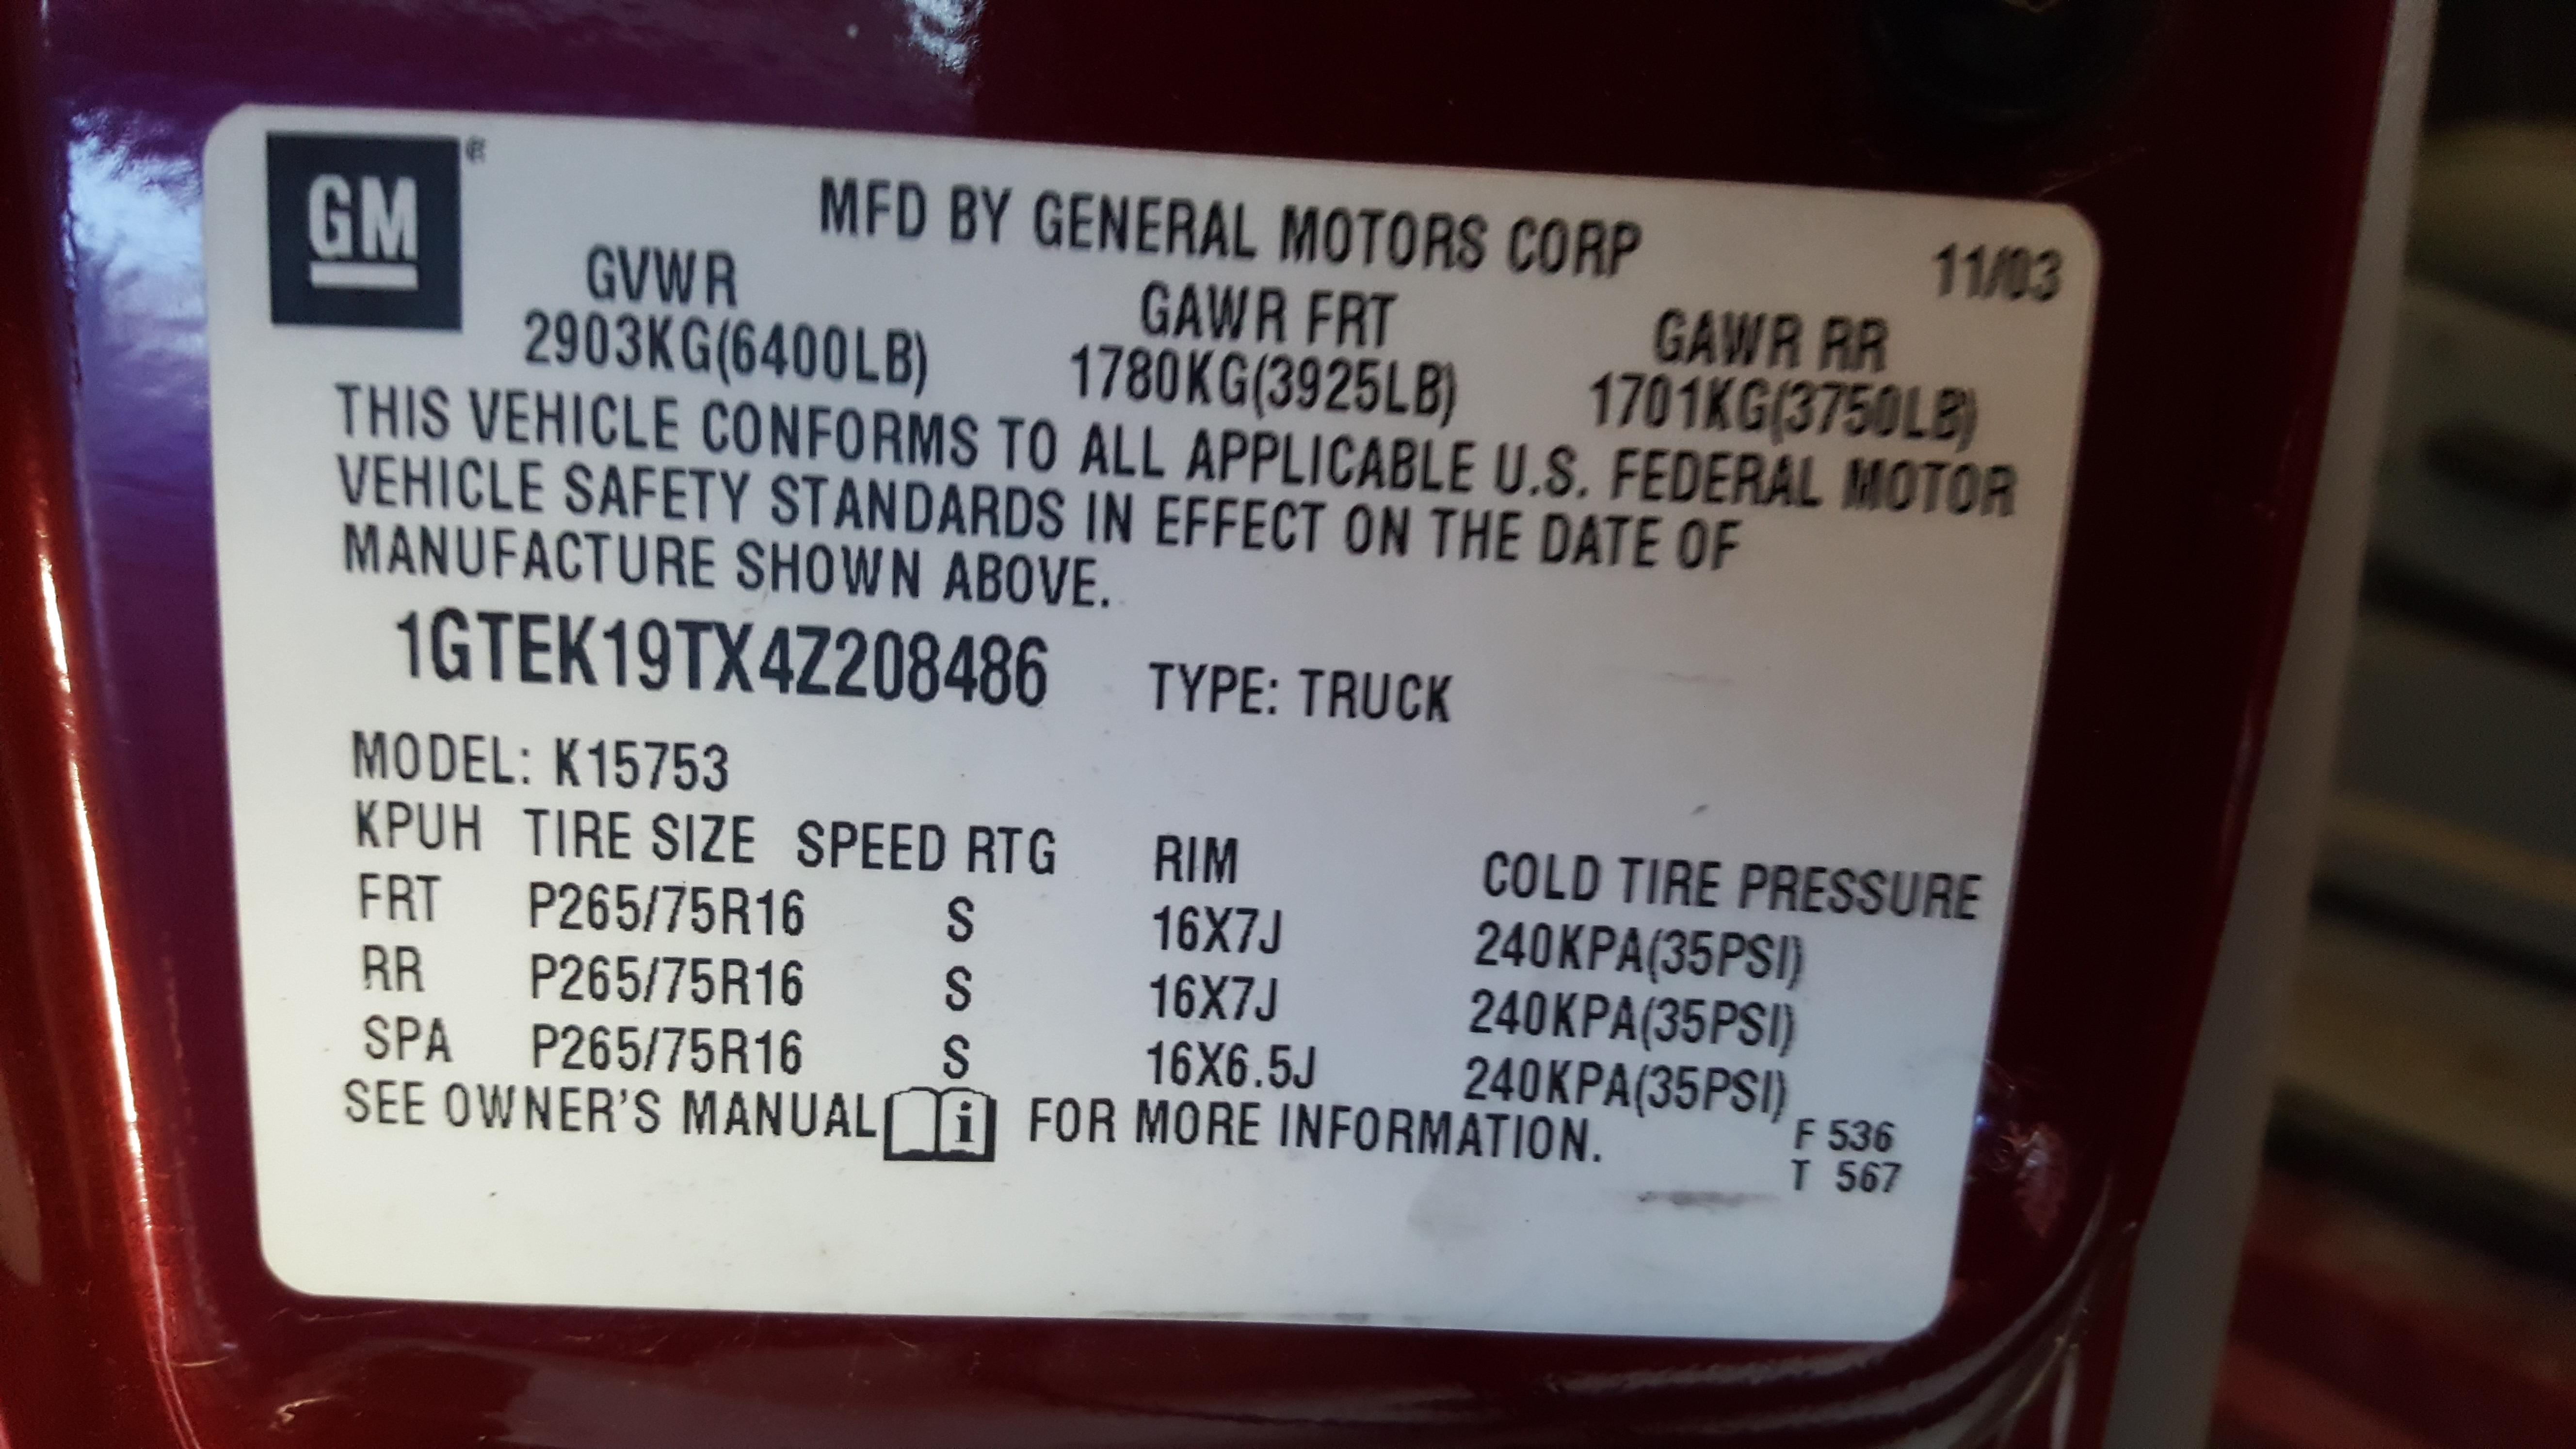 GM®
MFD BY GENERAL MOTORS CORP
11/03
GVWR GAWR FRT GAWR RR
2903KG(6400LB) 1780KG(3925LB) 1701KG(3750LB)
THIS VEHICLE CONFORMS TO ALL APPLICABLE U.S. FEDERAL MOTOR
VEHICLE SAFETY STANDARDS IN EFFECT ON THE DATE OF
MANUFACTURE SHOWN ABOVE.
1GTEK19TX4Z208486 TYPE: TRUCK
MODEL: K15753
KPUH TIRE SIZE SPEED RTG RIM COLD TIRE PRESSURE
FRT P265/75R16 S 16X7J 240KPA(35PSI)
RR P265/75R16 S 16X7J 240KPA(35PSI)
SPA P265/75R16 S 16X6.5J 240KPA(35PSI)
SEE OWNER'S MANUAL i FOR MORE INFORMATION.
F 536
T 567